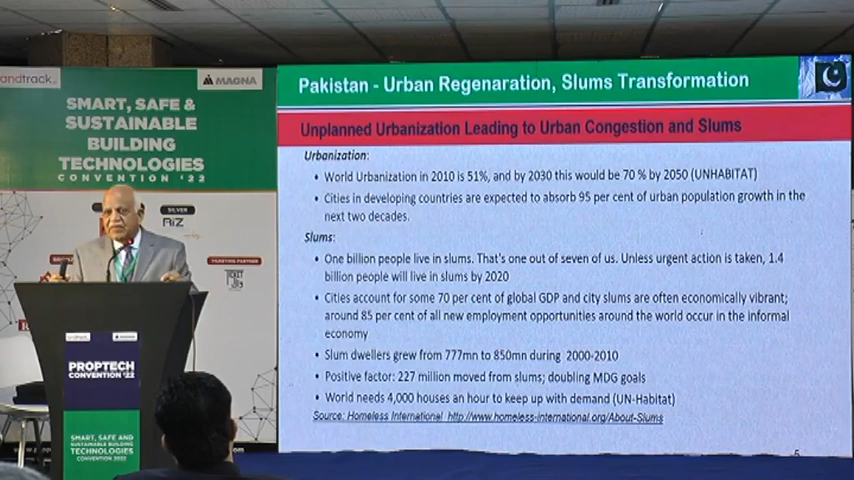 andtrack
MAGNA
SMART, SAFE &
SUSTAINABLE
BUILDING
TECHNOLOGIES
CONVENTION '22
SILVER
RIZ
TICKETING PARTNER
TICKET
PROPTECH
CONVENTION '22
SMART, SAFE AND
SUSTAINABLE BUILDING
TECHNOLOGIES
CONVENTION 2022
Pakistan - Urban Regenaration, Slums Transformation
Unplanned Urbanization Leading to Urban Congestion and Slums
Urbanization:
• World Urbanization in 2010 is 51%, and by 2030 this would be 70 % by 2050 (UNHABITAT)
• Cities in developing countries are expected to absorb 95 per cent of urban population growth in the
next two decades.
Slums:
• One billion people live in slums. That's one out of seven of us. Unless urgent action is taken, 1.4
billion people will live in slums by 2020
• Cities account for some 70 per cent of global GDP and city slums are often economically vibrant;
around 85 per cent of all new employment opportunities around the world occur in the informal
economy
• Slum dwellers grew from 777mn to 850mn during 2000-2010
• Positive factor: 227 million moved from slums; doubling MDG goals
• World needs 4,000 houses an hour to keep up with demand (UN-Habitat)
Source: Homeless International http://www.homeless-international.org/About-Slums
5